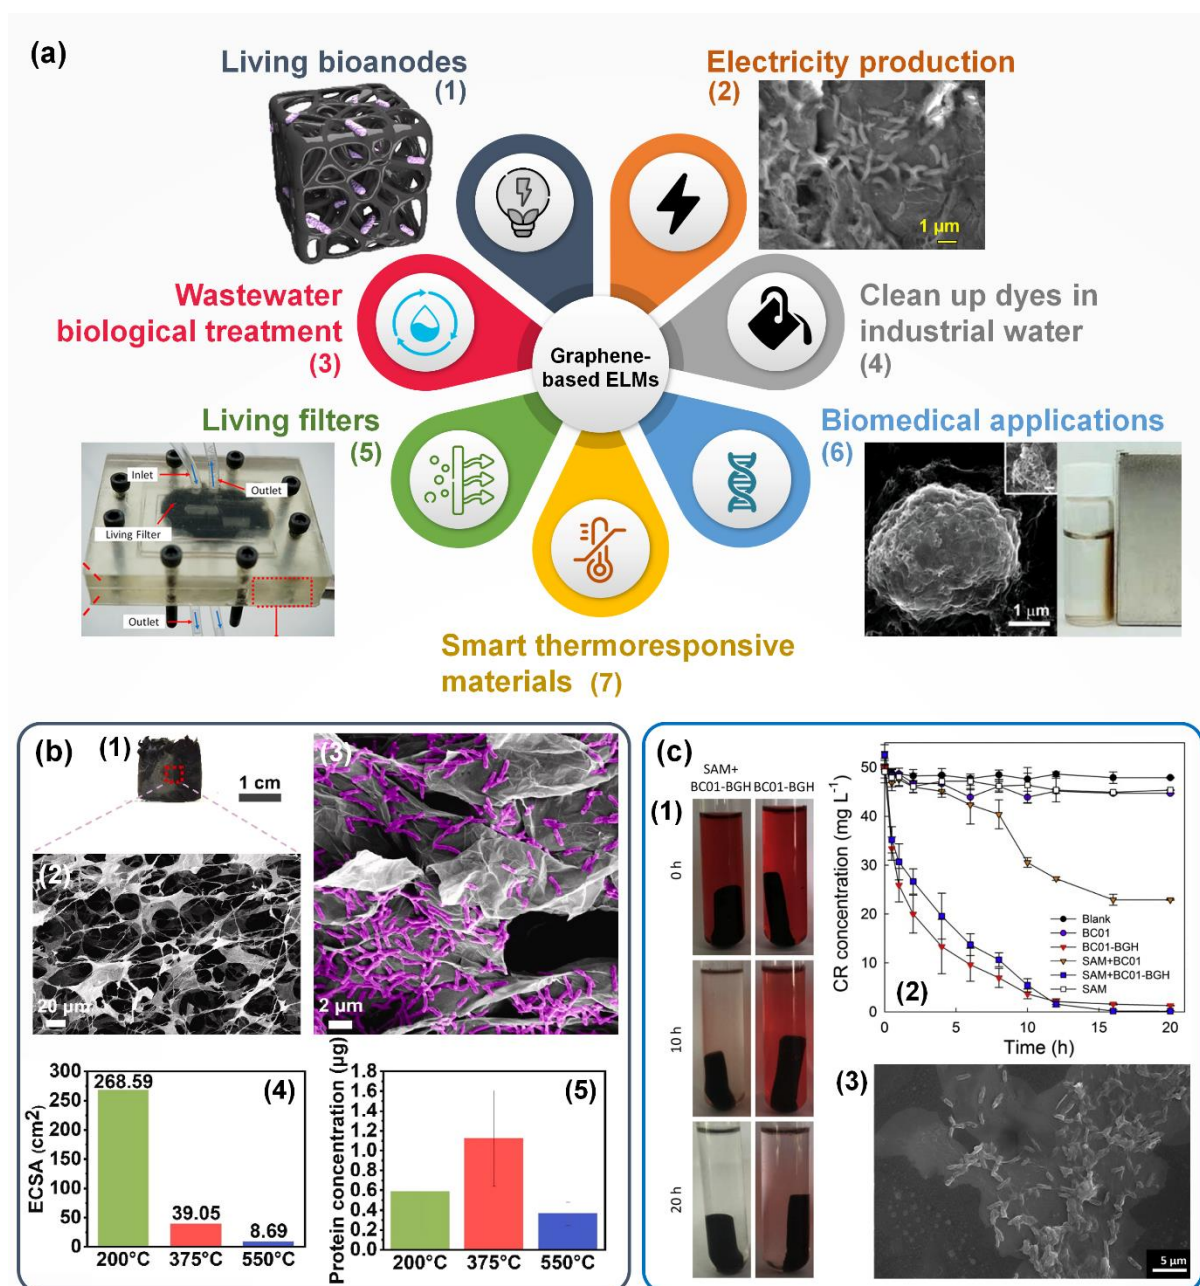 (a)
Living bioanodes
(1)
Electricity production
(2)
1 µm
Wastewater
biological treatment
(3)
Clean up dyes in
industrial water
(4)
Graphene-
based ELMs
Living filters
(5)
Inlet
Outlet
Living Filter
Outlet
Biomedical applications
(6)
1 µm
Smart thermoresponsive
materials (7)
(b)
(1)
1 cm
(2)
20 µm
(3)
2 µm
(4)
ECSA (cm²)
300
250
200
150
100
50
0
268.59
39.05
8.69
200°C 375°C 550°C
(5)
Protein concentration (µg)
1.8
1.6
1.4
1.2
1.0
0.8
0.6
0.4
0.2
0.0
200°C 375°C 550°C
(c)
(1)
SAM+
BC01-BGH
BC01-BGH
0 h
10 h
20 h
(2)
CR concentration (mg L⁻¹)
50
40
30
20
10
0
Blank
BC01
BC01-BGH
SAM+BC01
SAM+BC01-BGH
SAM
0 5 10 15 20
Time (h)
(3)
5 µm